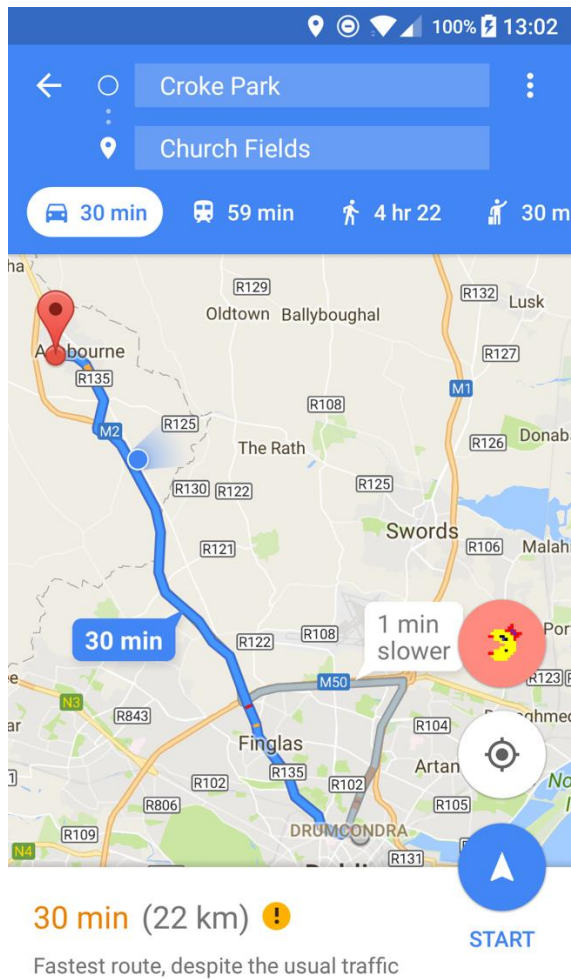 100% 13:02
Croke Park
Church Fields
30 min 59 min 4 hr 22 30 m
ha
R129
R132
Lusk
Oldtown Ballyboughal
bourne
R127
R135
M1
R108
M2
R125
R126
Donab
The Rath
R130
R122
R125
Swords
R121
R106
Malah
30 min
R122
R108
1 min
slower
Por
M50
R123
N3
R843
R104
Finglas
Artan
R102
R135
R102
No
R806
R105
R109
DRUMCONDRA
N4
R131
30 min (22 km) !
START
Fastest route, despite the usual traffic